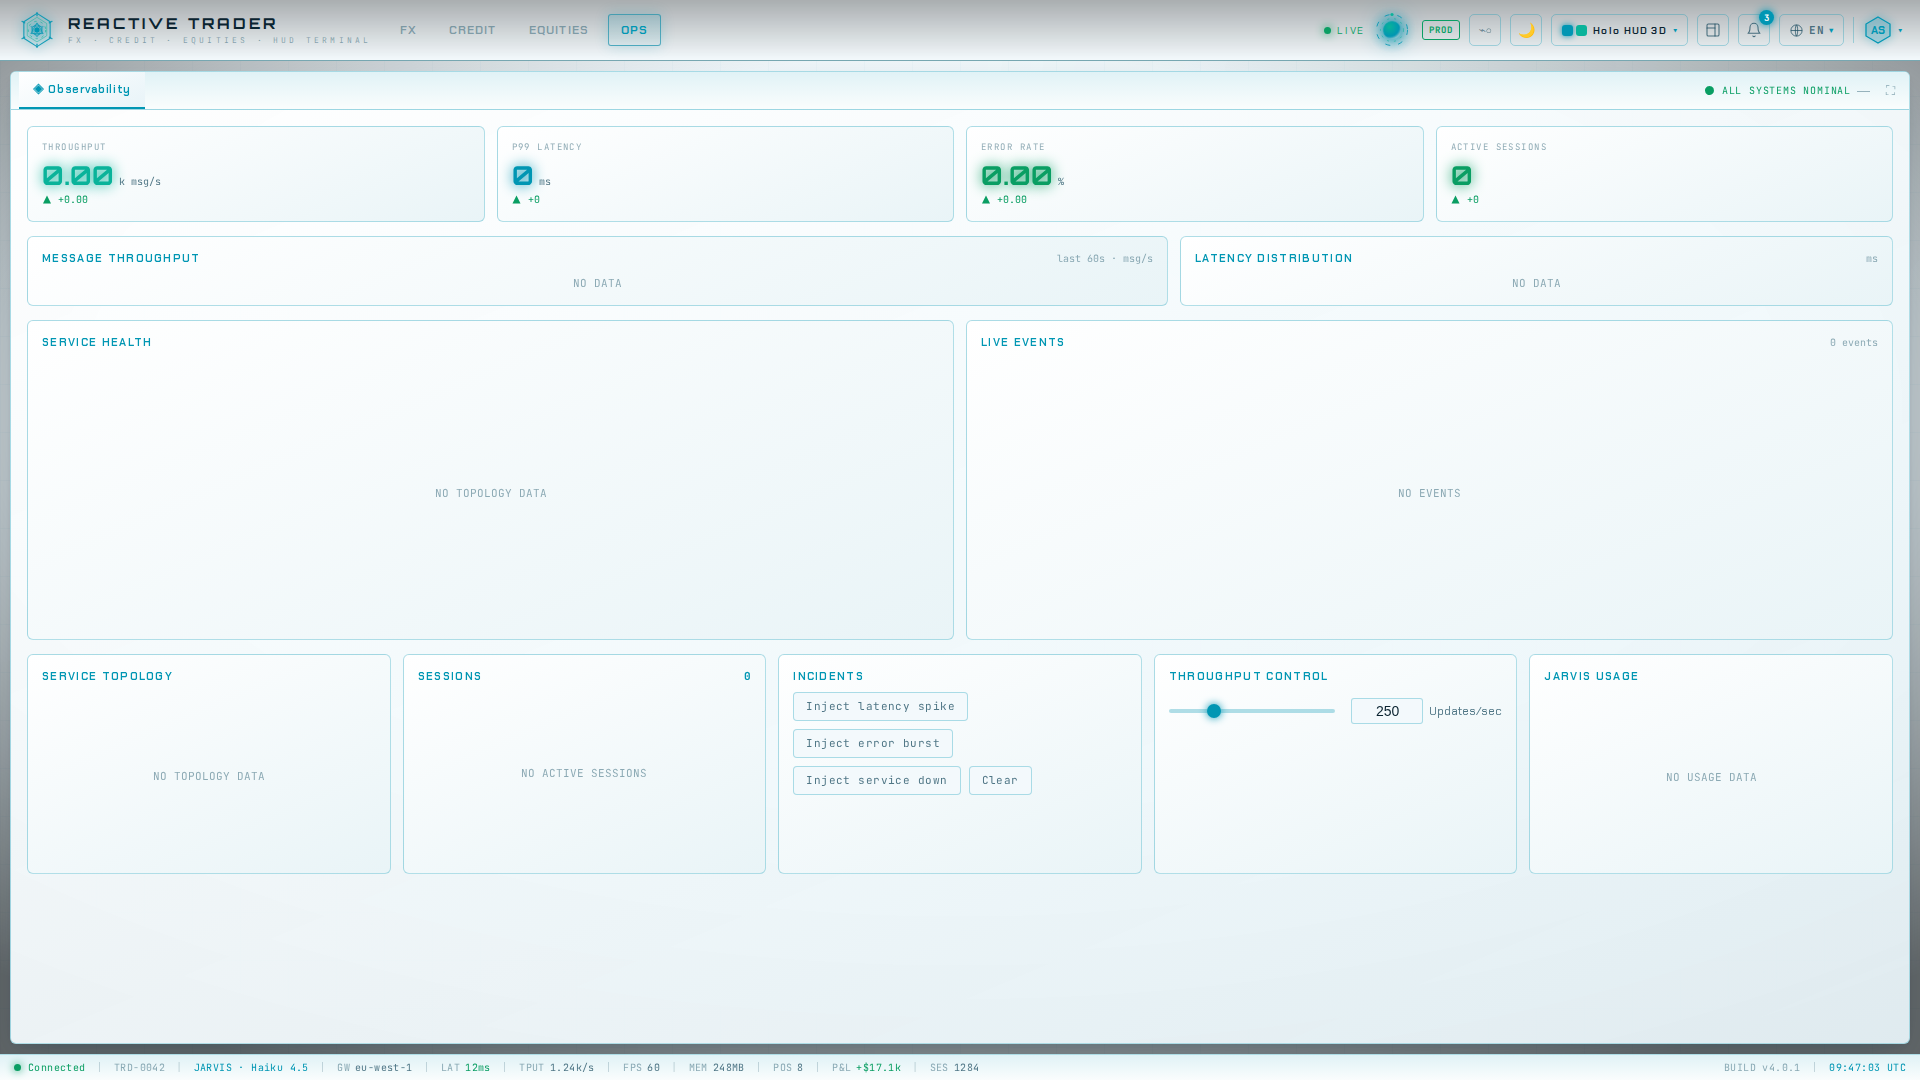 REACTIVE TRADER
FX · CREDIT · EQUITIES · HUD TERMINAL
FX CREDIT EQUITIES OPS
LIVE PROD Holo HUD 3D 3 EN AS
Observability
ALL SYSTEMS NOMINAL
THROUGHPUT
0.00 k msg/s
▲ +0.00
P99 LATENCY
0 ms
▲ +0
ERROR RATE
0.00 %
▲ +0.00
ACTIVE SESSIONS
0
▲ +0
MESSAGE THROUGHPUT last 60s · msg/s
NO DATA
LATENCY DISTRIBUTION ms
NO DATA
SERVICE HEALTH
NO TOPOLOGY DATA
LIVE EVENTS 0 events
NO EVENTS
SERVICE TOPOLOGY
NO TOPOLOGY DATA
SESSIONS 0
NO ACTIVE SESSIONS
INCIDENTS
Inject latency spike
Inject error burst
Inject service down Clear
THROUGHPUT CONTROL
250 Updates/sec
JARVIS USAGE
NO USAGE DATA
Connected TRD-0042 JARVIS · Haiku 4.5 GW eu-west-1 LAT 12ms TPUT 1.24k/s FPS 60 MEM 248MB POS 8 P&L +$17.1k SES 1284 BUILD v4.0.1 09:47:03 UTC